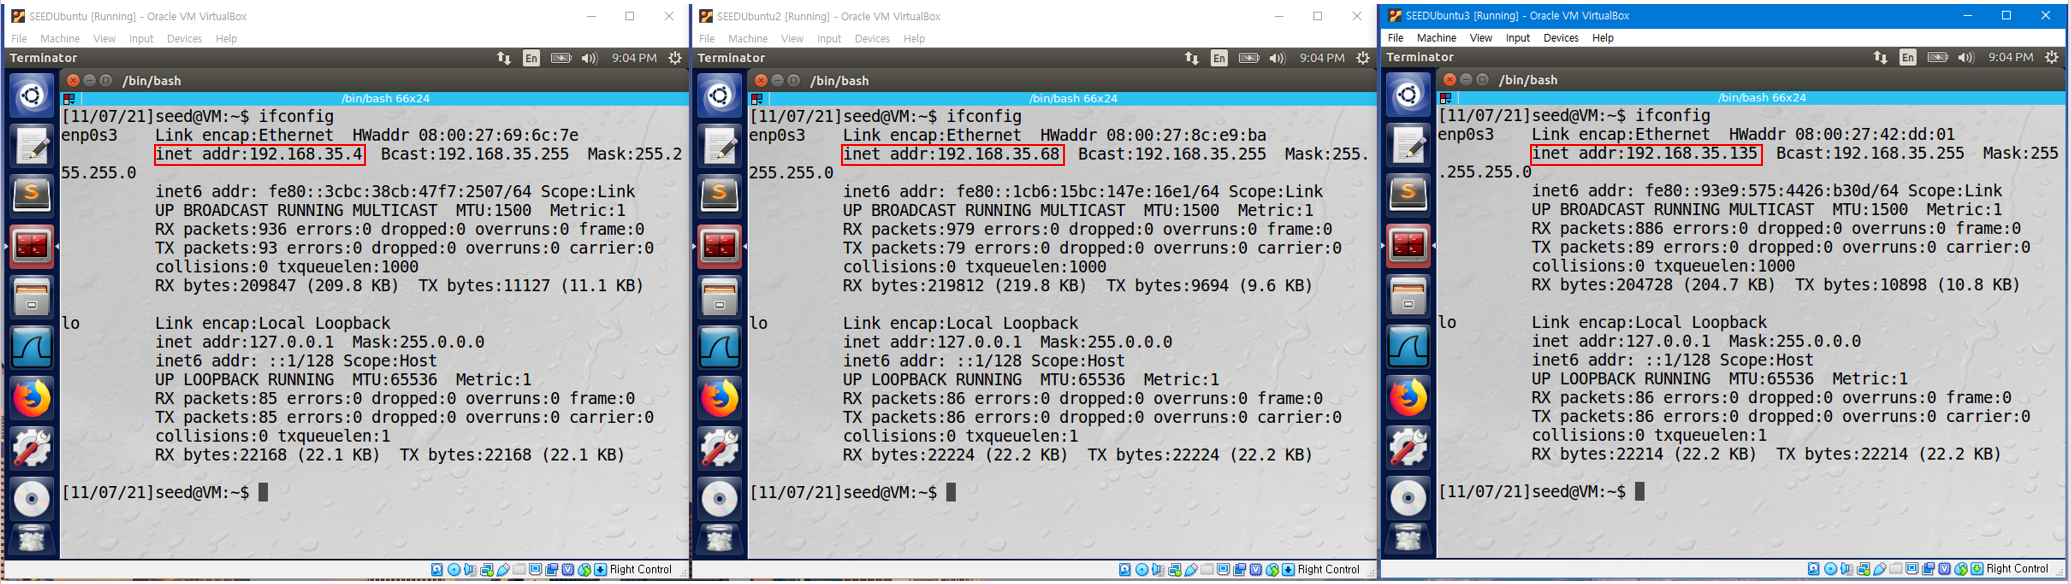 SEEDUbuntu [Running] - Oracle VM VirtualBox
File Machine View Input Devices Help
Terminator En 9:04 PM
/bin/bash
/bin/bash 66x24
[11/07/21]seed@VM:~$ ifconfig
enp0s3 Link encap:Ethernet HWaddr 08:00:27:69:6c:7e
inet addr:192.168.35.4 Bcast:192.168.35.255 Mask:255.2
55.255.0
inet6 addr: fe80::3cbc:38cb:47f7:2507/64 Scope:Link
UP BROADCAST RUNNING MULTICAST MTU:1500 Metric:1
RX packets:936 errors:0 dropped:0 overruns:0 frame:0
TX packets:93 errors:0 dropped:0 overruns:0 carrier:0
collisions:0 txqueuelen:1000
RX bytes:209847 (209.8 KB) TX bytes:11127 (11.1 KB)
lo Link encap:Local Loopback
inet addr:127.0.0.1 Mask:255.0.0.0
inet6 addr: ::1/128 Scope:Host
UP LOOPBACK RUNNING MTU:65536 Metric:1
RX packets:85 errors:0 dropped:0 overruns:0 frame:0
TX packets:85 errors:0 dropped:0 overruns:0 carrier:0
collisions:0 txqueuelen:1
RX bytes:22168 (22.1 KB) TX bytes:22168 (22.1 KB)
[11/07/21]seed@VM:~$
Right Control
SEEDUbuntu2 [Running] - Oracle VM VirtualBox
File Machine View Input Devices Help
Terminator En 9:04 PM
/bin/bash
/bin/bash 66x24
[11/07/21]seed@VM:~$ ifconfig
enp0s3 Link encap:Ethernet HWaddr 08:00:27:8c:e9:ba
inet addr:192.168.35.68 Bcast:192.168.35.255 Mask:255.
255.255.0
inet6 addr: fe80::1cb6:15bc:147e:16e1/64 Scope:Link
UP BROADCAST RUNNING MULTICAST MTU:1500 Metric:1
RX packets:979 errors:0 dropped:0 overruns:0 frame:0
TX packets:79 errors:0 dropped:0 overruns:0 carrier:0
collisions:0 txqueuelen:1000
RX bytes:219812 (219.8 KB) TX bytes:9694 (9.6 KB)
lo Link encap:Local Loopback
inet addr:127.0.0.1 Mask:255.0.0.0
inet6 addr: ::1/128 Scope:Host
UP LOOPBACK RUNNING MTU:65536 Metric:1
RX packets:86 errors:0 dropped:0 overruns:0 frame:0
TX packets:86 errors:0 dropped:0 overruns:0 carrier:0
collisions:0 txqueuelen:1
RX bytes:22224 (22.2 KB) TX bytes:22224 (22.2 KB)
[11/07/21]seed@VM:~$
Right Control
SEEDUbuntu3 [Running] - Oracle VM VirtualBox
File Machine View Input Devices Help
Terminator En 9:04 PM
/bin/bash
/bin/bash 66x24
[11/07/21]seed@VM:~$ ifconfig
enp0s3 Link encap:Ethernet HWaddr 08:00:27:42:dd:01
inet addr:192.168.35.135 Bcast:192.168.35.255 Mask:255
.255.255.0
inet6 addr: fe80::93e9:575:4426:b30d/64 Scope:Link
UP BROADCAST RUNNING MULTICAST MTU:1500 Metric:1
RX packets:886 errors:0 dropped:0 overruns:0 frame:0
TX packets:89 errors:0 dropped:0 overruns:0 carrier:0
collisions:0 txqueuelen:1000
RX bytes:204728 (204.7 KB) TX bytes:10898 (10.8 KB)
lo Link encap:Local Loopback
inet addr:127.0.0.1 Mask:255.0.0.0
inet6 addr: ::1/128 Scope:Host
UP LOOPBACK RUNNING MTU:65536 Metric:1
RX packets:86 errors:0 dropped:0 overruns:0 frame:0
TX packets:86 errors:0 dropped:0 overruns:0 carrier:0
collisions:0 txqueuelen:1
RX bytes:22214 (22.2 KB) TX bytes:22214 (22.2 KB)
[11/07/21]seed@VM:~$
Right Control